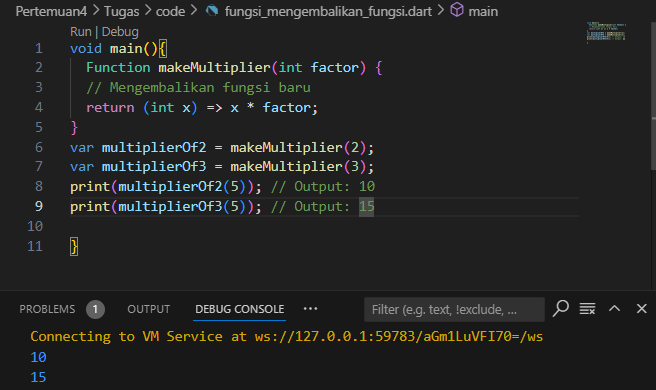 Pertemuan4 > Tugas > code > fungsi_mengembalikan_fungsi.dart > main
Run | Debug
1 void main(){
2   Function makeMultiplier(int factor) {
3   // Mengembalikan fungsi baru
4   return (int x) => x * factor;
5 }
6 var multiplierOf2 = makeMultiplier(2);
7 var multiplierOf3 = makeMultiplier(3);
8 print(multiplierOf2(5)); // Output: 10
9 print(multiplierOf3(5)); // Output: 15
10
11 }
PROBLEMS 1 OUTPUT DEBUG CONSOLE ... Filter (e.g. text, !exclude, ...
Connecting to VM Service at ws://127.0.0.1:59783/aGm1LuVFI70=/ws
10
15